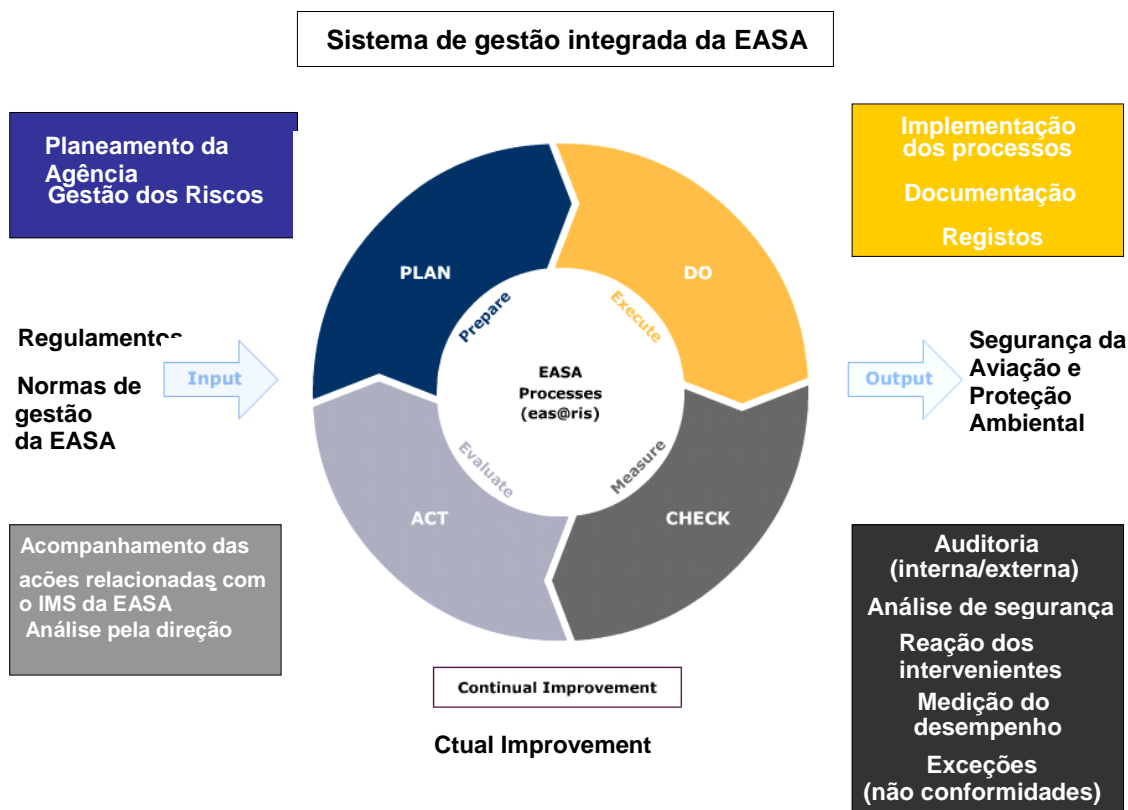 Sistema de gestão integrada da EASA
Planeamento da
Agência
Gestão dos Riscos
Implementação
dos processos
Documentação
Registos
PLAN
DO
Prepare
Execute
Regulamentos
Normas de
gestão
da EASA
Input
EASA
Processes
(eas@ris)
Output
Segurança da
Aviação e
Proteção
Ambiental
Evaluate
Measure
ACT
CHECK
Acompanhamento das
acões relacionadas com
o IMS da EASA
Análise pela direção
Auditoria
(interna/externa)
Análise de segurança
Reação dos
intervenientes
Medição do
desempenho
Exceções
(não conformidades)
Continual Improvement
Ctual Improvement